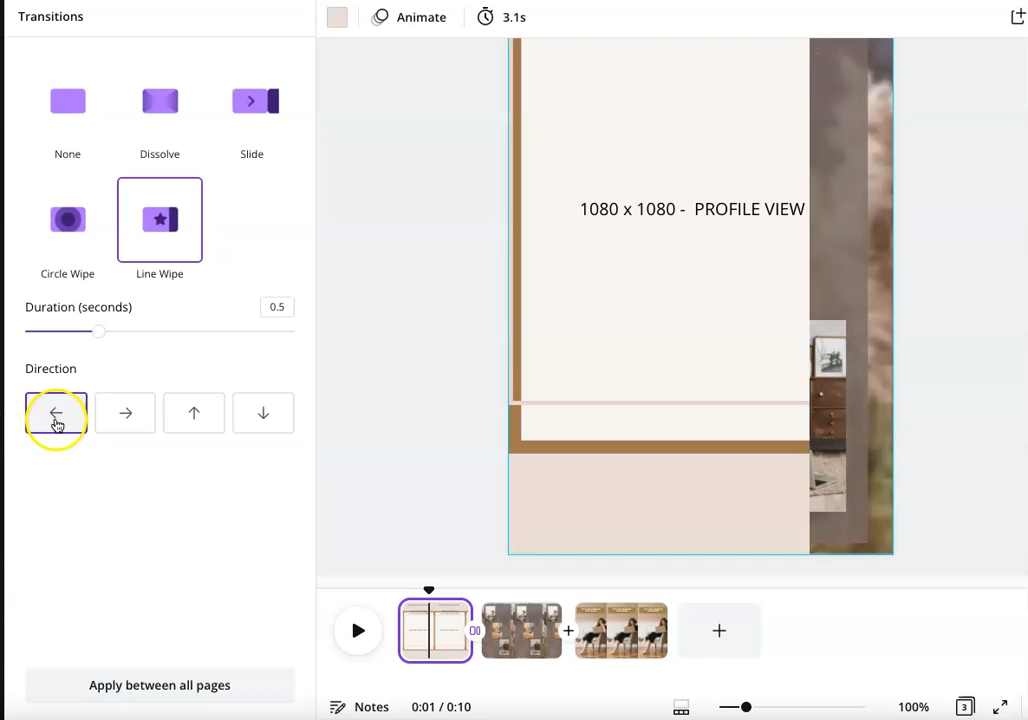 Transitions
Animate
3.1s
None
Dissolve
Slide
Circle Wipe
Line Wipe
Duration (seconds)
0.5
Direction
1080 x 1080 - PROFILE VIEW
Apply between all pages
Notes
0:01 / 0:10
100%
3